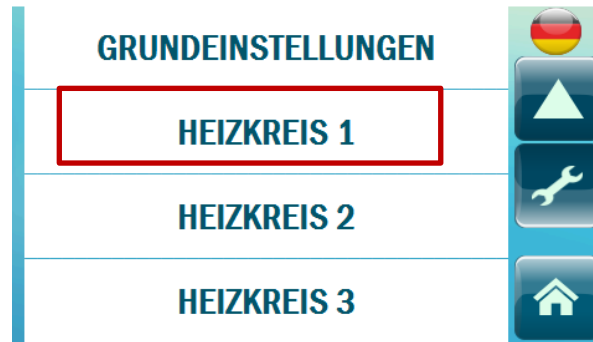 GRUNDEINSTELLUNGEN
HEIZKREIS 1
HEIZKREIS 2
HEIZKREIS 3